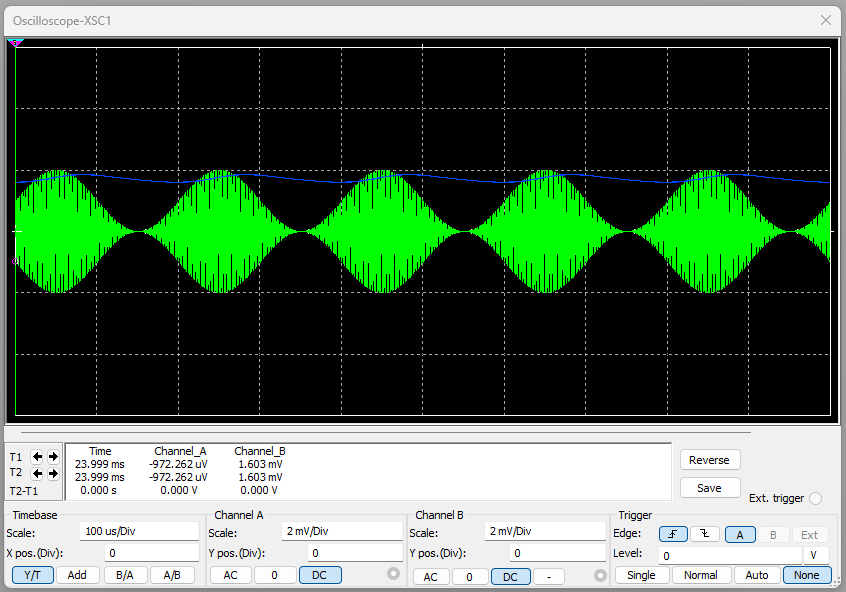 Oscilloscope-XSC1
T1
T2
T2-T1
Time Channel_A Channel_B
23.999 ms -972.262 uV 1.603 mV
23.999 ms -972.262 uV 1.603 mV
0.000 s 0.000 V 0.000 V
Reverse
Save
Ext. trigger
Timebase
Scale: 100 us/Div
X pos.(Div): 0
Y/T Add B/A A/B
Channel A
Scale: 2 mV/Div
Y pos.(Div): 0
AC 0 DC
Channel B
Scale: 2 mV/Div
Y pos.(Div): 0
AC 0 DC -
Trigger
Edge: A B Ext
Level: 0 V
Single Normal Auto None